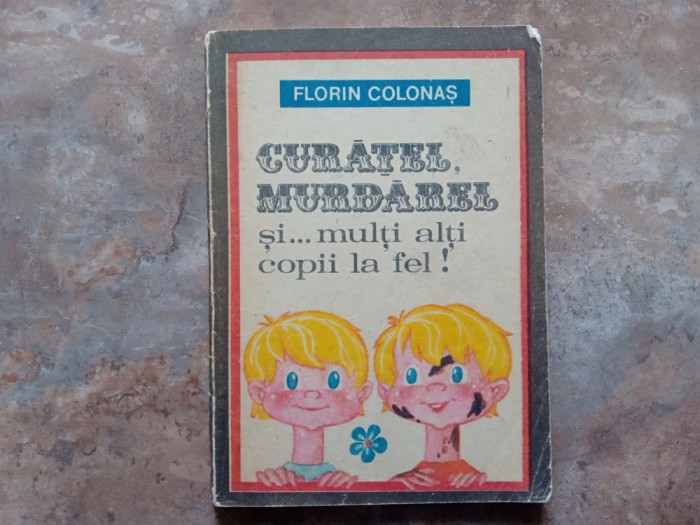 FLORIN COLONAȘ
CURĂȚEL,
MURDĂREL
și... mulți alți
copii la fel!